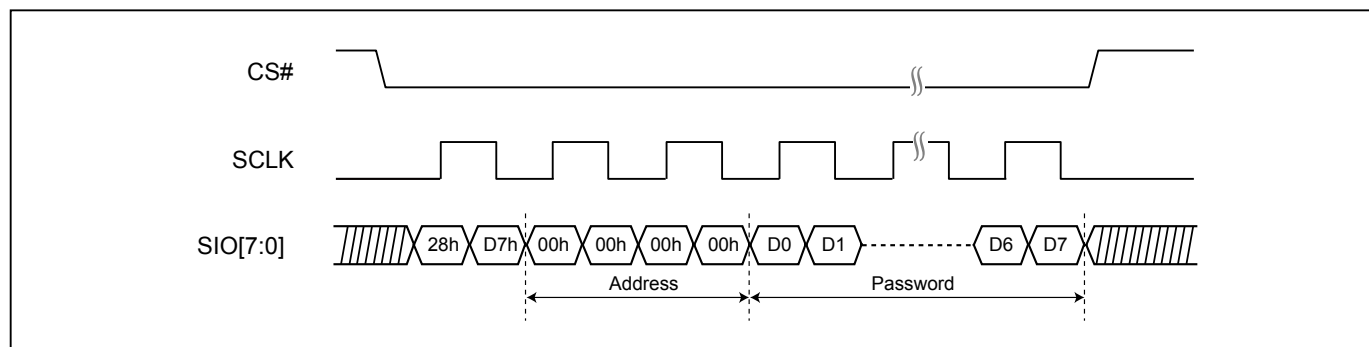 CS#
SCLK
SIO[7:0] 28h D7h 00h 00h 00h 00h D0 D1 D6 D7
Address Password